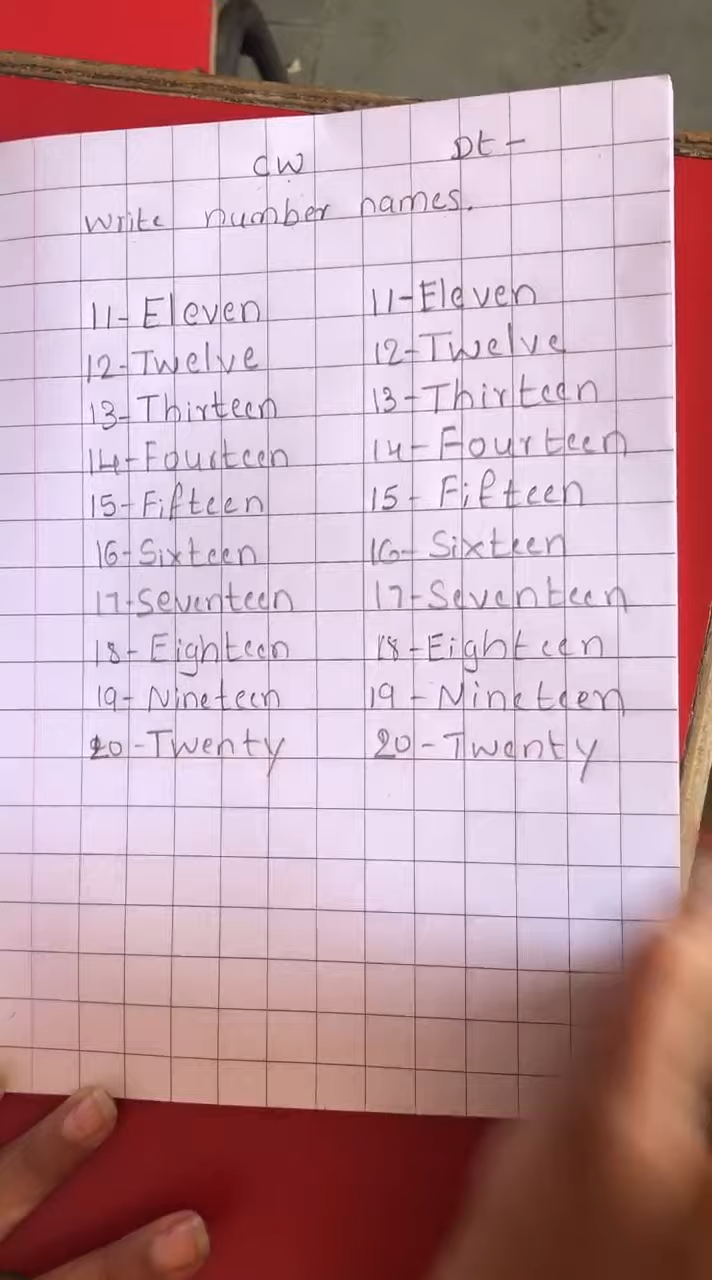 CW Dt-
Write number names.
11-Eleven 11-Eleven
12-Twelve 12-Twelve
13-Thirteen 13-Thirteen
14-Fourteen 14-Fourteen
15-Fifteen 15-Fifteen
16-Sixteen 16-Sixteen
17-Seventeen 17-Seventeen
18-Eighteen 18-Eighteen
19-Nineteen 19-Nineteen
20-Twenty 20-Twenty